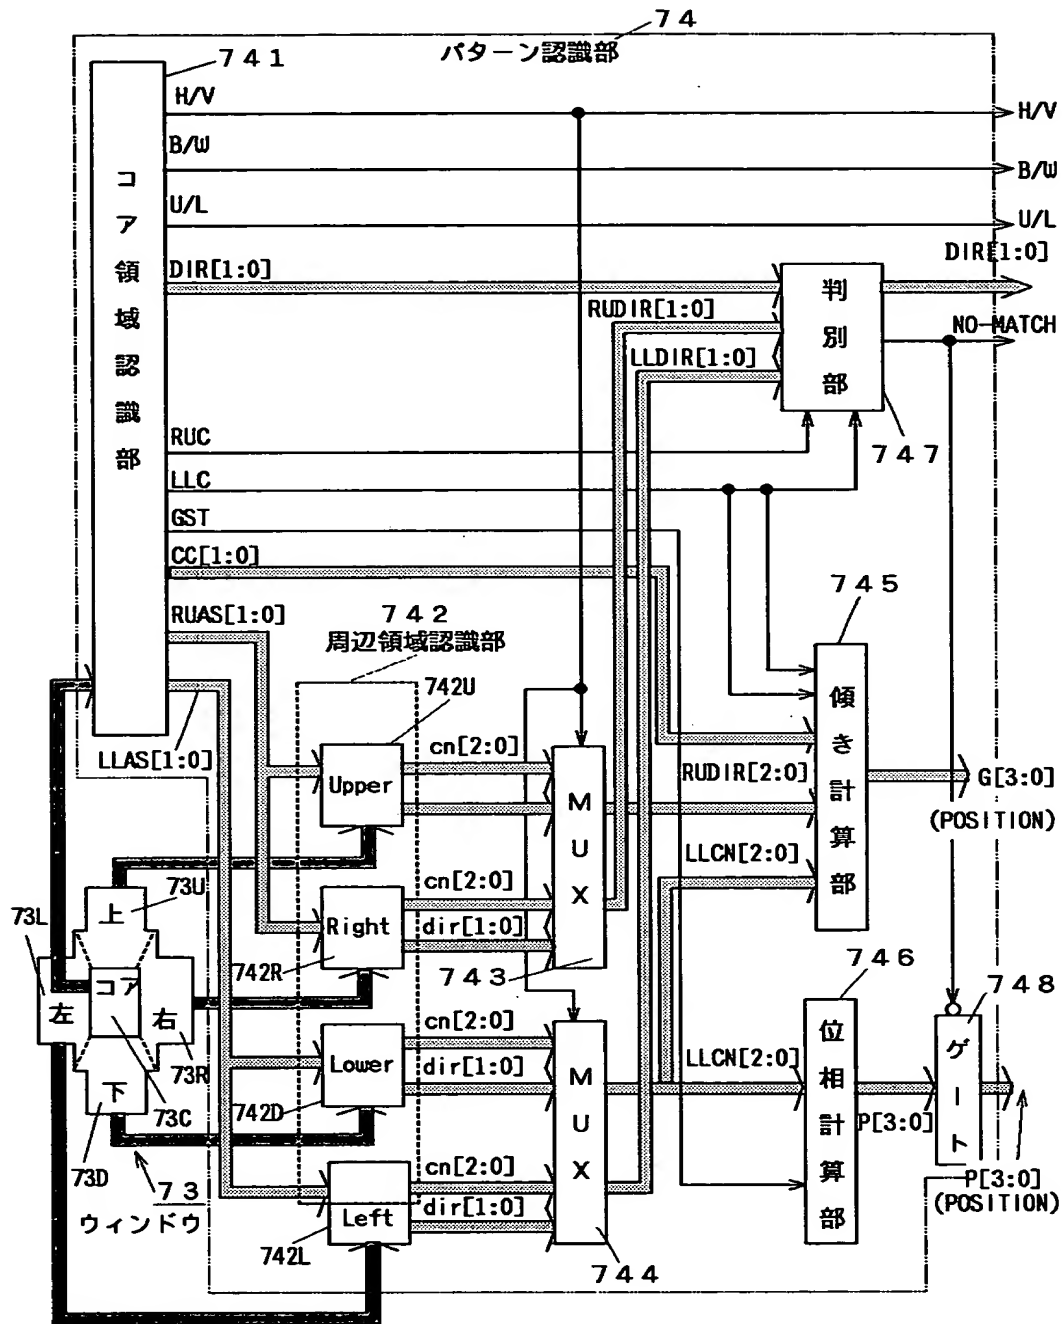 74
パターン認識部
741
コア領域認識部
H/V
H/V
B/W
B/W
U/L
U/L
DIR[1:0]
DIR[1:0]
RUDIR[1:0]
判別部
NO-MATCH
LLDIR[1:0]
747
RUC
LLC
GST
CC[1:0]
745
RUAS[1:0]
742
周辺領域認識部
742U
傾き計算部
LLAS[1:0]
cn[2:0]
Upper
MUX
RUDIR[2:0]
G[3:0]
(POSITION)
LLCN[2:0]
73U
上
cn[2:0]
Right
dir[1:0]
73L
742R
743
746
748
コア
左
右
cn[2:0]
位相計算部
ゲート
73R
Lower
dir[1:0]
MUX
LLCN[2:0]
下
742D
P[3:0]
73C
73D
cn[2:0]
73
Left
dir[1:0]
P[3:0]
(POSITION)
ウィンドウ
742L
744